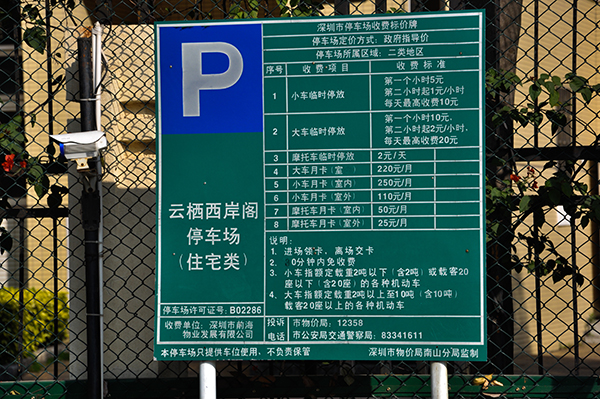 P
云栖西岸阁
停车场
（住宅类）
停车场许可证号: B02286
收费单位: 深圳市前海
物业发展有限公司
深圳市停车场收费标价牌
停车场定价方式: 政府指导价
停车场所属区域: 二类地区
序号 收费·项目 收费 标准
1 小车临时停放 第一个小时5元
第二小时起1元/小时
每天最高收费10元
2 大车临时停放 第一个小时10元,
第二小时起2元/小时,
每天最高收费20元
3 摩托车临时停放 2元/天
4 大车月卡（室） 220元/月
5 小车月卡（室内） 250元/月
6 小车月卡（室外） 110元/月
7 摩托车月卡（室内） 50元/月
8 摩托车月卡（室外） 25元/月
说明:
1. 进场领卡、离场交卡
2. 0分钟内免收费
3. 小车指额定载重2吨以下（含2吨）或载客20
座以下（含20座）的各种机动车
4. 大车指额定载重2吨以上至10吨（含10吨）
载客20座以上的各种机动车
投诉 市物价局: 12358
电话 市公安局交通警察局: 83341611
本停车场只提供车位使用、不负责保管 深圳市物价局南山分局监制